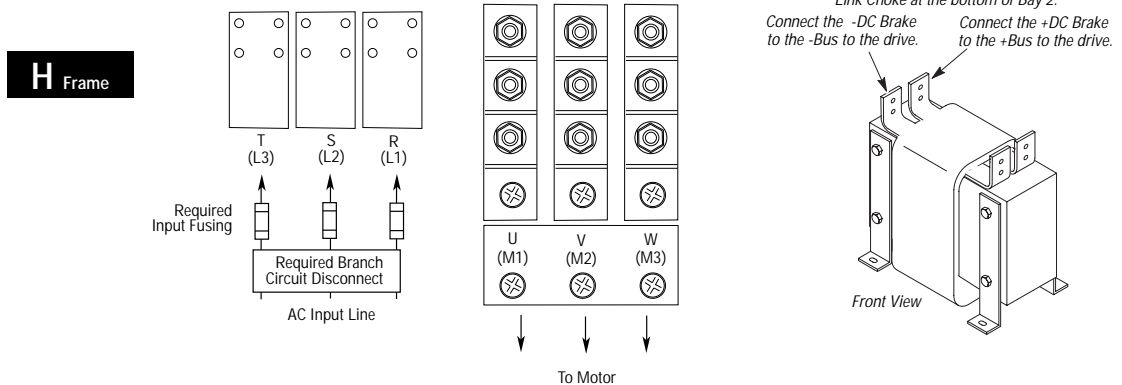 Link Choke at the bottom of Bay 2.
Connect the -DC Brake
to the -Bus to the drive.
Connect the +DC Brake
to the +Bus to the drive.
H Frame
T
(L3)
S
(L2)
R
(L1)
Required
Input Fusing
Required Branch
Circuit Disconnect
AC Input Line
U
(M1)
V
(M2)
W
(M3)
To Motor
Front View